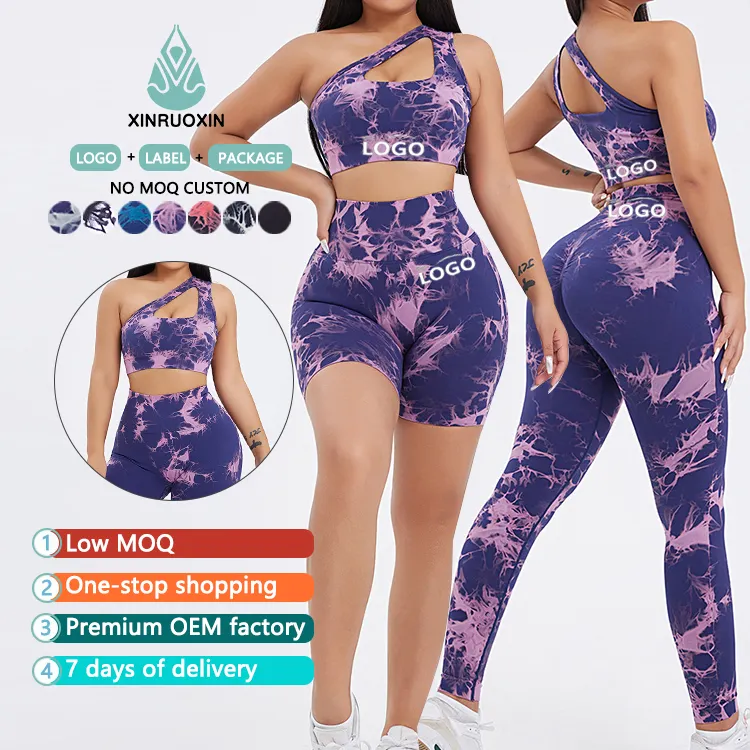 XINRUOXIN
LOGO + LABEL + PACKAGE
NO MOQ CUSTOM
LOGO
LOGO
LOGO
LOGO
1 Low MOQ
2 One-stop shopping
3 Premium OEM factory
4 7 days of delivery